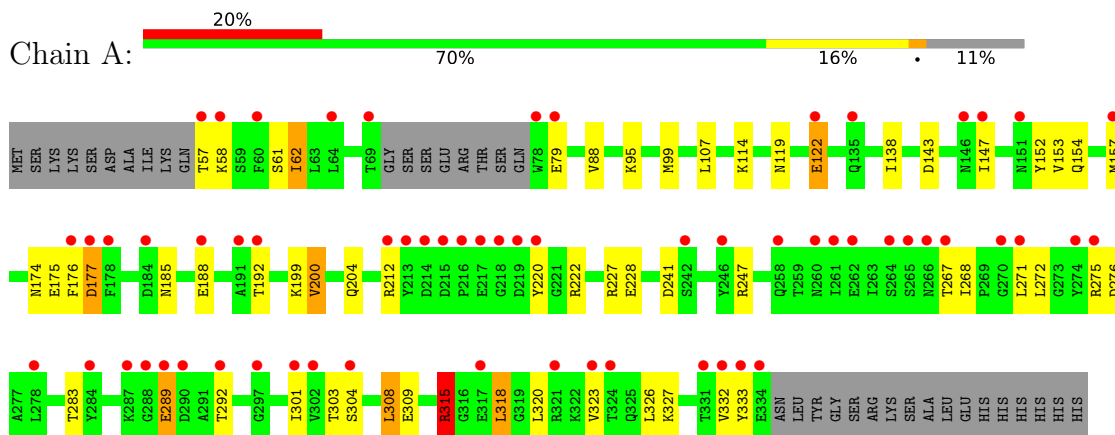 20%
Chain A:
70% 16% • 11%
MET SER LYS LYS SER ASP ALA ILE LYS GLN T57 K58 S59 F60 S61 I62 L63 L64 T69 GLY SER SER GLU ARG THR SER GLN W78 E79 V88 K95 M99 L107 K114 N119 E122 Q135 I138 D143 N146 I147 N151 Y152 V153 Q154 M157
N174 E175 F176 D177 F178 D184 N185 E188 A191 T192 K199 V200 Q204 R212 Y213 D214 D215 P216 E217 G218 D219 Y220 G221 R222 R227 E228 D241 S242 Y246 R247 Q258 T259 N260 I261 E262 I263 S264 S265 N266 T267 I268 P269 G270 L271 L272 G273 Y274 R275
A277 L278 T283 Y284 K287 G288 E289 D290 A291 T292 G297 I301 V302 T303 S304 L308 E309 R315 G316 E317 L318 G319 L320 R321 K322 V323 T324 Q325 L326 K327 T331 V332 Y333 E334 ASN LEU TYR GLY SER ARG LYS SER ALA LEU GLU HIS HIS HIS HIS HIS HIS